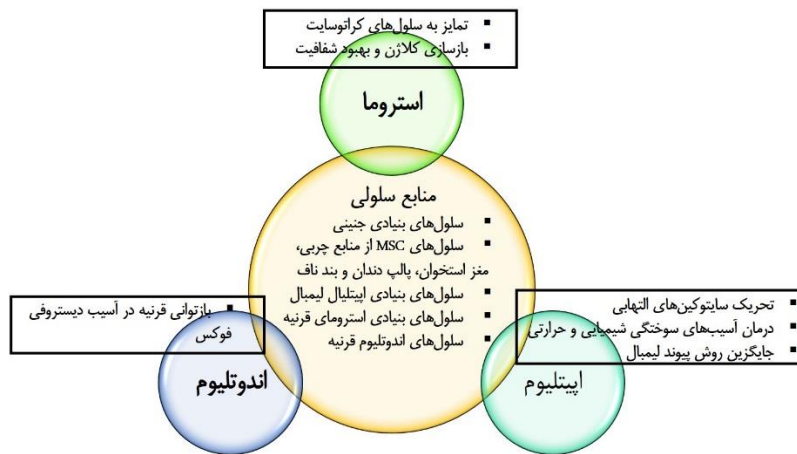 تمایز به سلول‌های کراتوسایت
بازسازی کلاژن و بهبود شفافیت
استروما
منابع سلولی
سلول‌های بنیادی جنینی
سلول‌های MSC از منابع چربی،
مغز استخوان، پالپ دندان و بند ناف
سلول‌های بنیادی اپیتلیال لیمبال
سلول‌های بنیادی استرومای قرنیه
سلول‌های اندوتلیوم قرنیه
تحریک سایتوکین‌های التهابی
درمان آسیب‌های سوختگی شیمیایی و حرارتی
جایگزین روش پیوند لیمبال
اپیتلیوم
بازتوانی قرنیه در آسیب دیستروفی
فوکس
اندوتلیوم